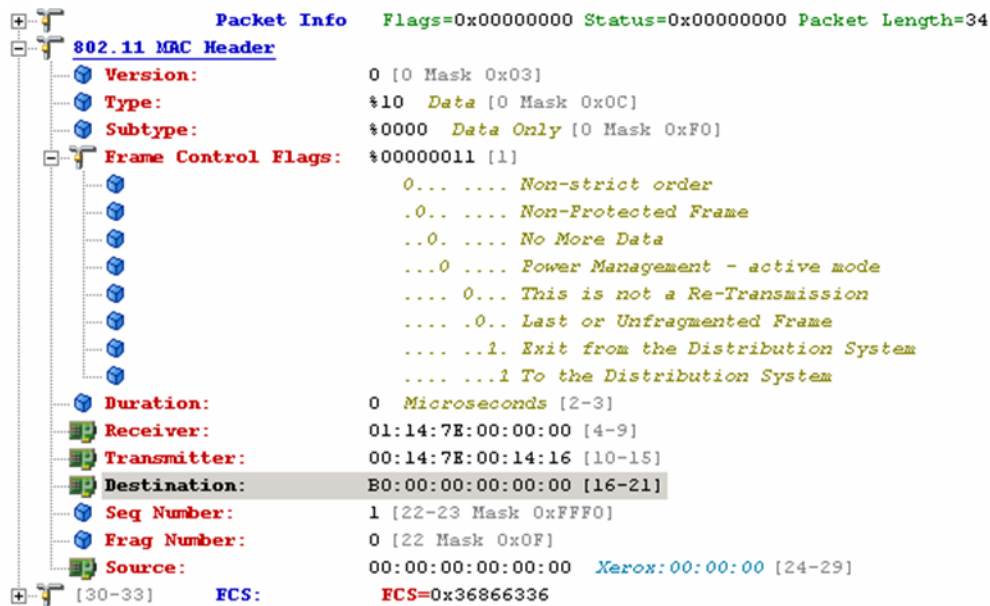 Packet Info Flags=0x00000000 Status=0x00000000 Packet Length=34
802.11 MAC Header
Version: 0 [0 Mask 0x03]
Type: %10 Data [0 Mask 0x0C]
Subtype: %0000 Data Only [0 Mask 0xF0]
Frame Control Flags: %00000011 [1]
0... .... Non-strict order
.0.. .... Non-Protected Frame
..0. .... No More Data
...0 .... Power Management - active mode
.... 0... This is not a Re-Transmission
.... .0.. Last or Unfragmented Frame
.... ..1. Exit from the Distribution System
.... ...1 To the Distribution System
Duration: 0 Microseconds [2-3]
Receiver: 01:14:7E:00:00:00 [4-9]
Transmitter: 00:14:7E:00:14:16 [10-15]
Destination: B0:00:00:00:00:00 [16-21]
Seq Number: 1 [22-23 Mask 0xFFF0]
Frag Number: 0 [22 Mask 0x0F]
Source: 00:00:00:00:00:00 Xerox:00:00:00 [24-29]
[30-33] FCS: FCS=0x36866336